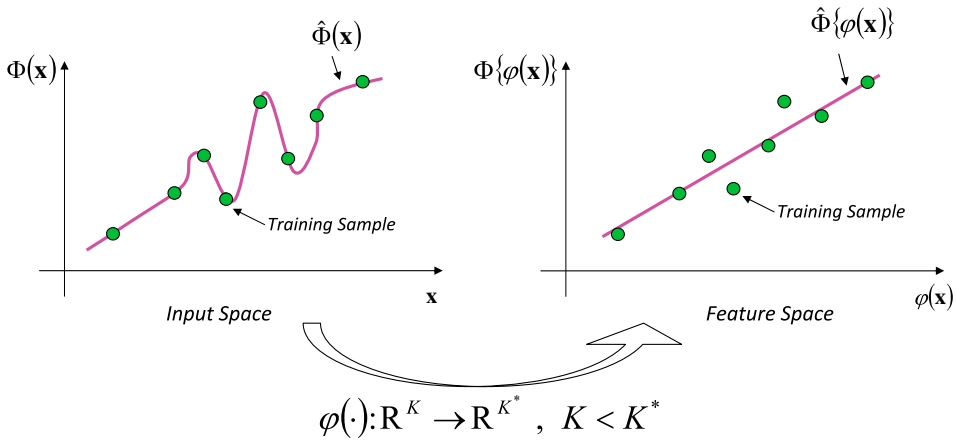 Φ(x)
Φ̂(x)
Training Sample
x
Input Space
Φ{φ(x)}
Φ̂{φ(x)}
Training Sample
φ(x)
Feature Space
φ(·): R^K → R^{K*} , K < K*